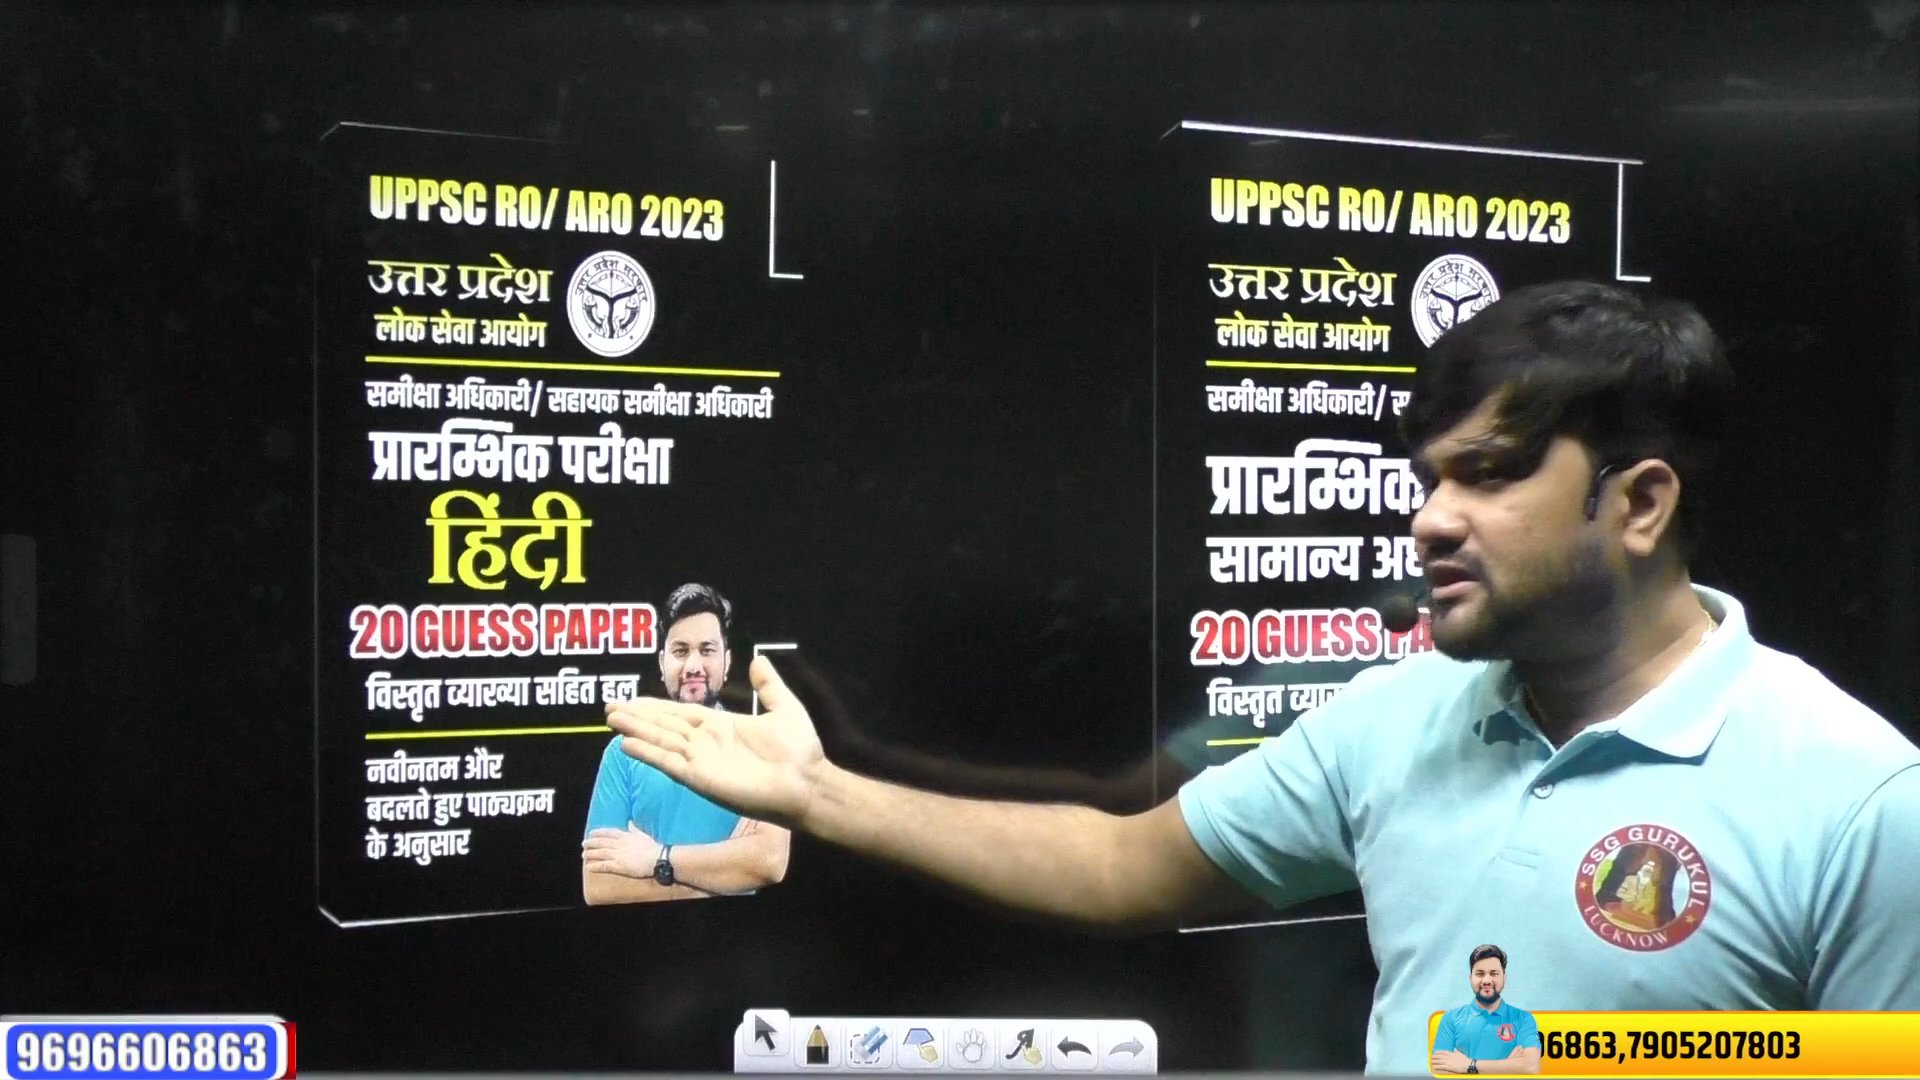 UPPSC RO/ ARO 2023
उत्तर प्रदेश
लोक सेवा आयोग
समीक्षा अधिकारी/ सहायक समीक्षा अधिकारी
प्रारम्भिक परीक्षा
हिंदी
20 GUESS PAPER
विस्तृत व्याख्या सहित हल
नवीनतम और
बदलते हुए पाठ्यक्रम
के अनुसार
UPPSC RO/ ARO 2023
उत्तर प्रदेश
लोक सेवा आयोग
समीक्षा अधिकारी/
प्रारम्भिक
सामान्य
20 GUESS
विस्तृत
SSG GURUKUL
LUCKNOW
9696606863
06863,7905207803